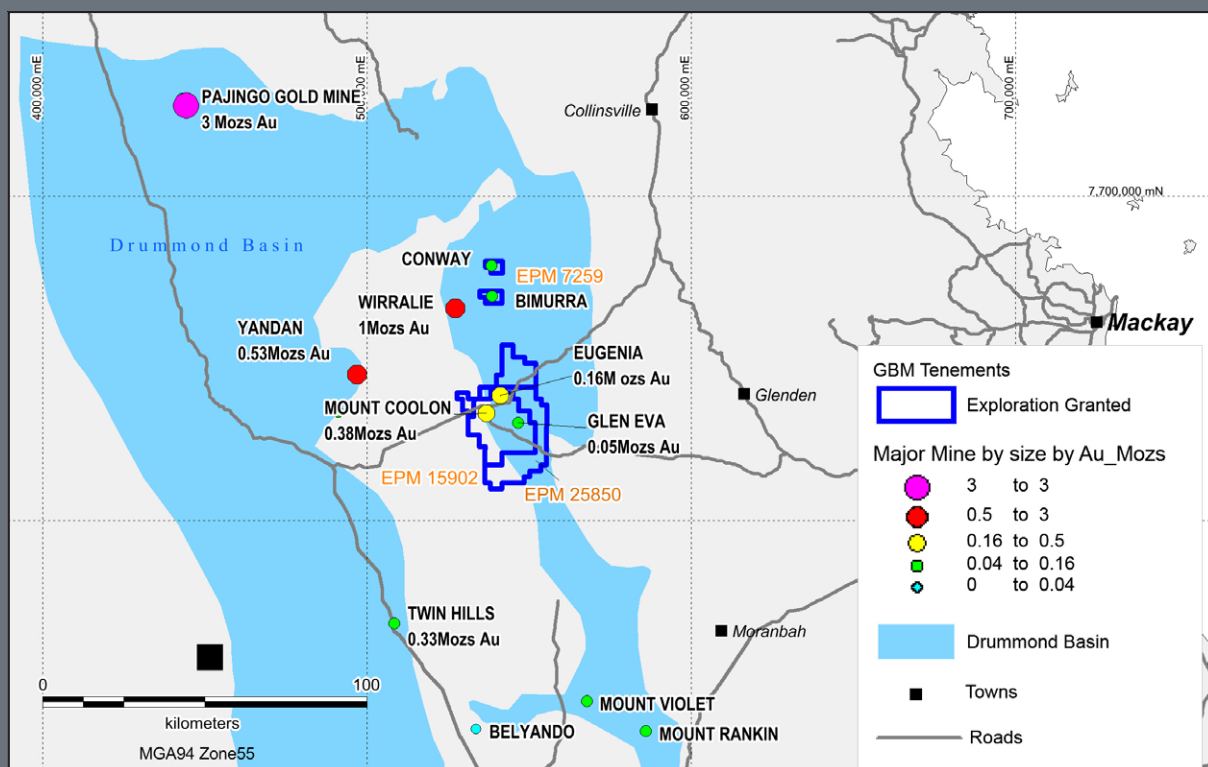 400,000 mE
500,000 mE
600,000 mE
700,000 mE
PAJINGO GOLD MINE
3 Mozs Au
Collinsville
7,700,000 mN
Drummond Basin
CONWAY
EPM 7259
WIRRALIE
1Mozs Au
BIMURRA
YANDAN
0.53Mozs Au
Mackay
EUGENIA
0.16M ozs Au
Glenden
MOUNT COOLON
0.38Mozs Au
GLEN EVA
0.05Mozs Au
EPM 15902
EPM 25850
TWIN HILLS
0.33Mozs Au
Moranbah
MOUNT VIOLET
BELYANDO
MOUNT RANKIN
0
100
kilometers
MGA94 Zone55
GBM Tenements
Exploration Granted
Major Mine by size by Au_Mozs
3 to 3
0.5 to 3
0.16 to 0.5
0.04 to 0.16
0 to 0.04
Drummond Basin
Towns
Roads